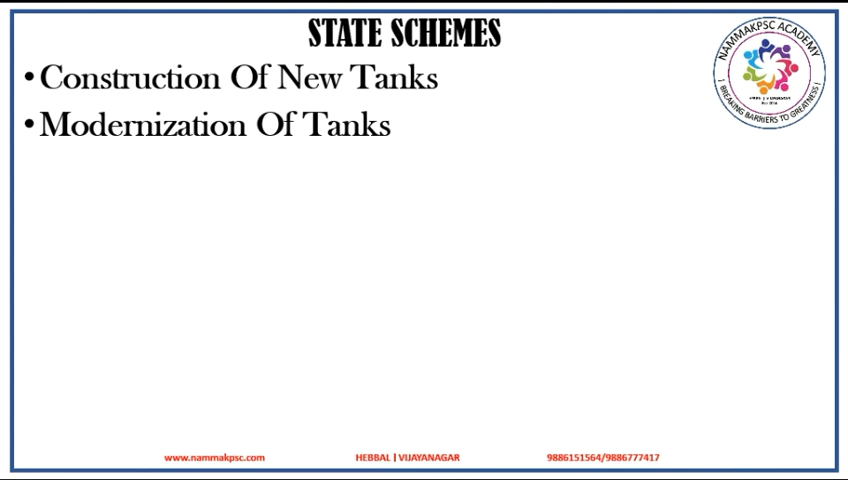 STATE SCHEMES
• Construction Of New Tanks
• Modernization Of Tanks
NAMMAKPSC ACADEMY
! BREAKING BARRIERS TO GREATNESS !
www.nammakpsc.com HEBBAL | VIJAYANAGAR 9886151564/9886777417